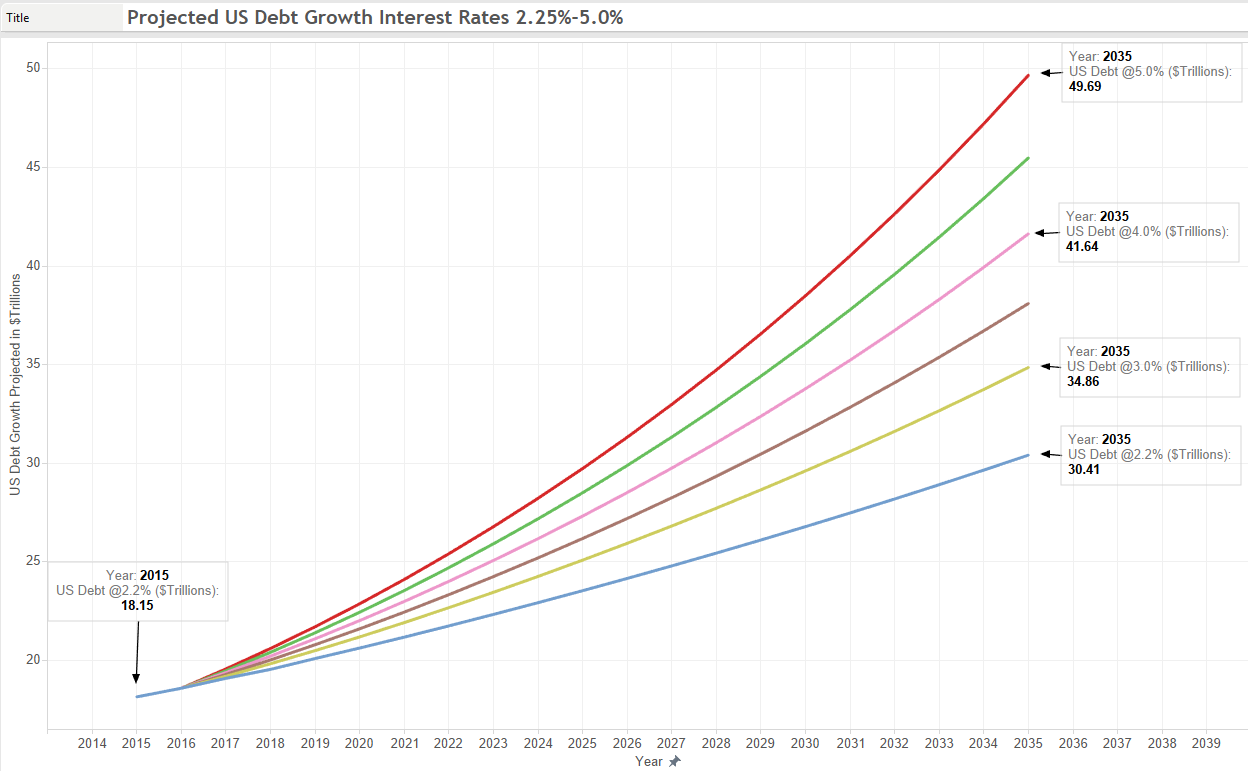 Title
Projected US Debt Growth Interest Rates 2.25%-5.0%
50
45
40
35
30
25
20
US Debt Growth Projected in $Trillions
Year: 2035
US Debt @5.0% ($Trillions):
49.69
Year: 2035
US Debt @4.0% ($Trillions):
41.64
Year: 2035
US Debt @3.0% ($Trillions):
34.86
Year: 2035
US Debt @2.2% ($Trillions):
30.41
Year: 2015
US Debt @2.2% ($Trillions):
18.15
2014 2015 2016 2017 2018 2019 2020 2021 2022 2023 2024 2025 2026 2027 2028 2029 2030 2031 2032 2033 2034 2035 2036 2037 2038 2039
Year